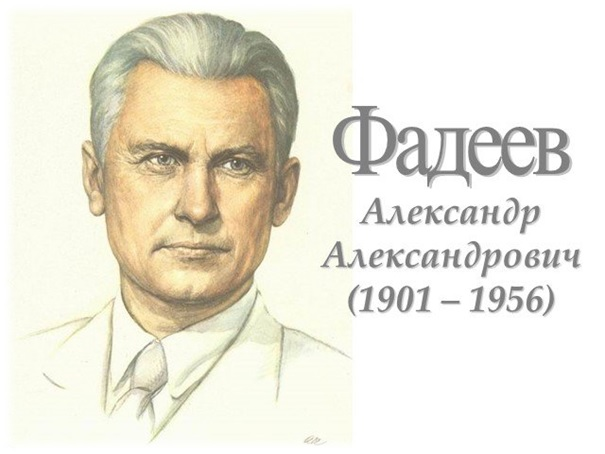 Фадеев
Александр
Александрович
(1901 – 1956)